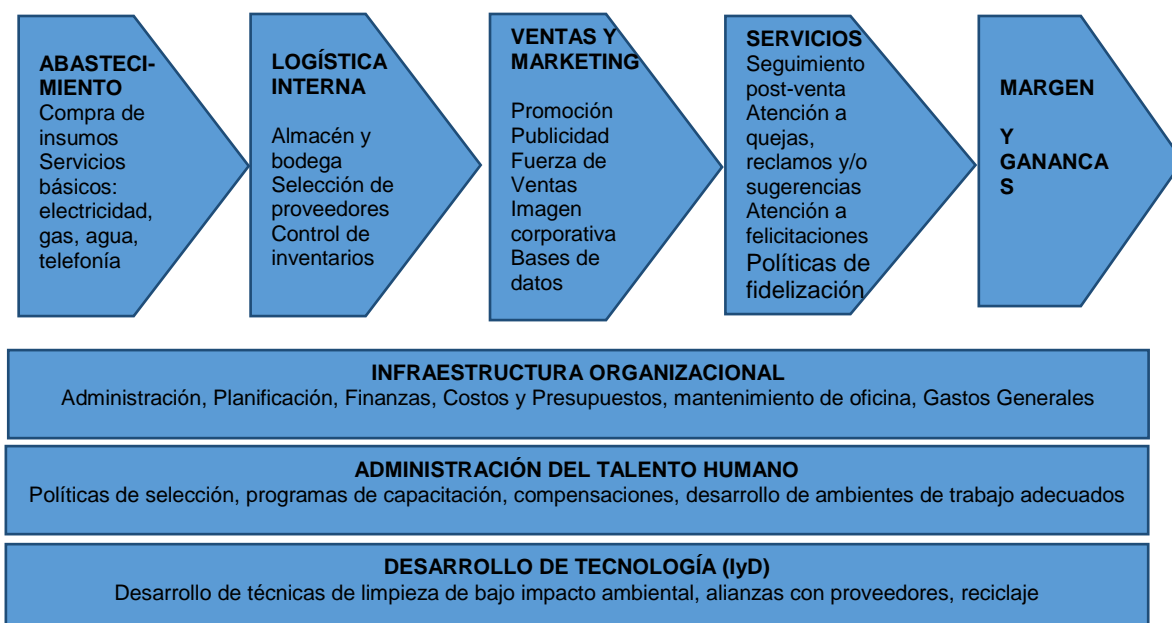 ABASTECI-
MIENTO
Compra de
insumos
Servicios
básicos:
electricidad,
gas, agua,
telefonía
LOGÍSTICA
INTERNA
Almacén y
bodega
Selección de
proveedores
Control de
inventarios
VENTAS Y
MARKETING
Promoción
Publicidad
Fuerza de
Ventas
Imagen
corporativa
Bases de
datos
SERVICIOS
Seguimiento
post-venta
Atención a
quejas,
reclamos y/o
sugerencias
Atención a
felicitaciones
Políticas de
fidelización
MARGEN
Y
GANANCA
S
INFRAESTRUCTURA ORGANIZACIONAL
Administración, Planificación, Finanzas, Costos y Presupuestos, mantenimiento de oficina, Gastos Generales
ADMINISTRACIÓN DEL TALENTO HUMANO
Políticas de selección, programas de capacitación, compensaciones, desarrollo de ambientes de trabajo adecuados
DESARROLLO DE TECNOLOGÍA (IyD)
Desarrollo de técnicas de limpieza de bajo impacto ambiental, alianzas con proveedores, reciclaje